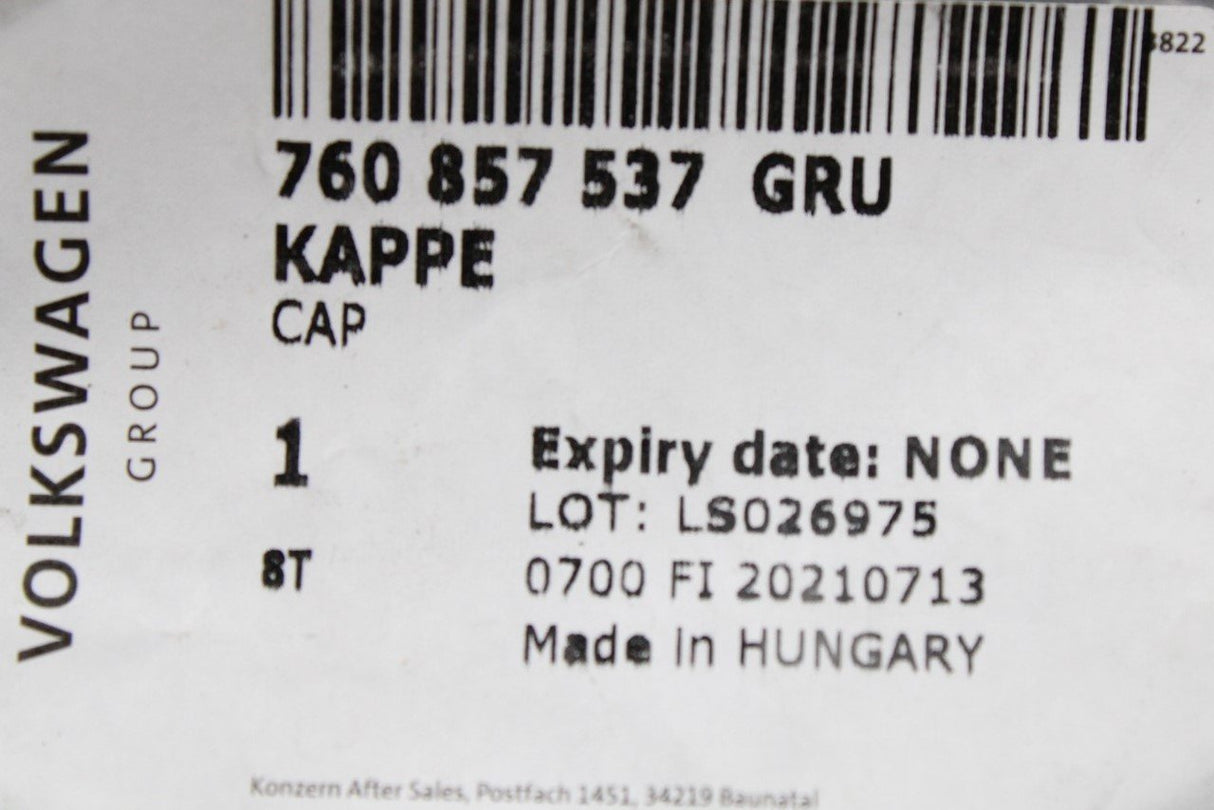 822
760 857 537 GRU
KAPPE
CAP
1
Expiry date: NONE
LOT: LS026975
8T
0700 FI 20210713
Made in HUNGARY
Konzern After Sales, Postfach 1451, 34219 Baunatal
VOLKSWAGEN
GROUP